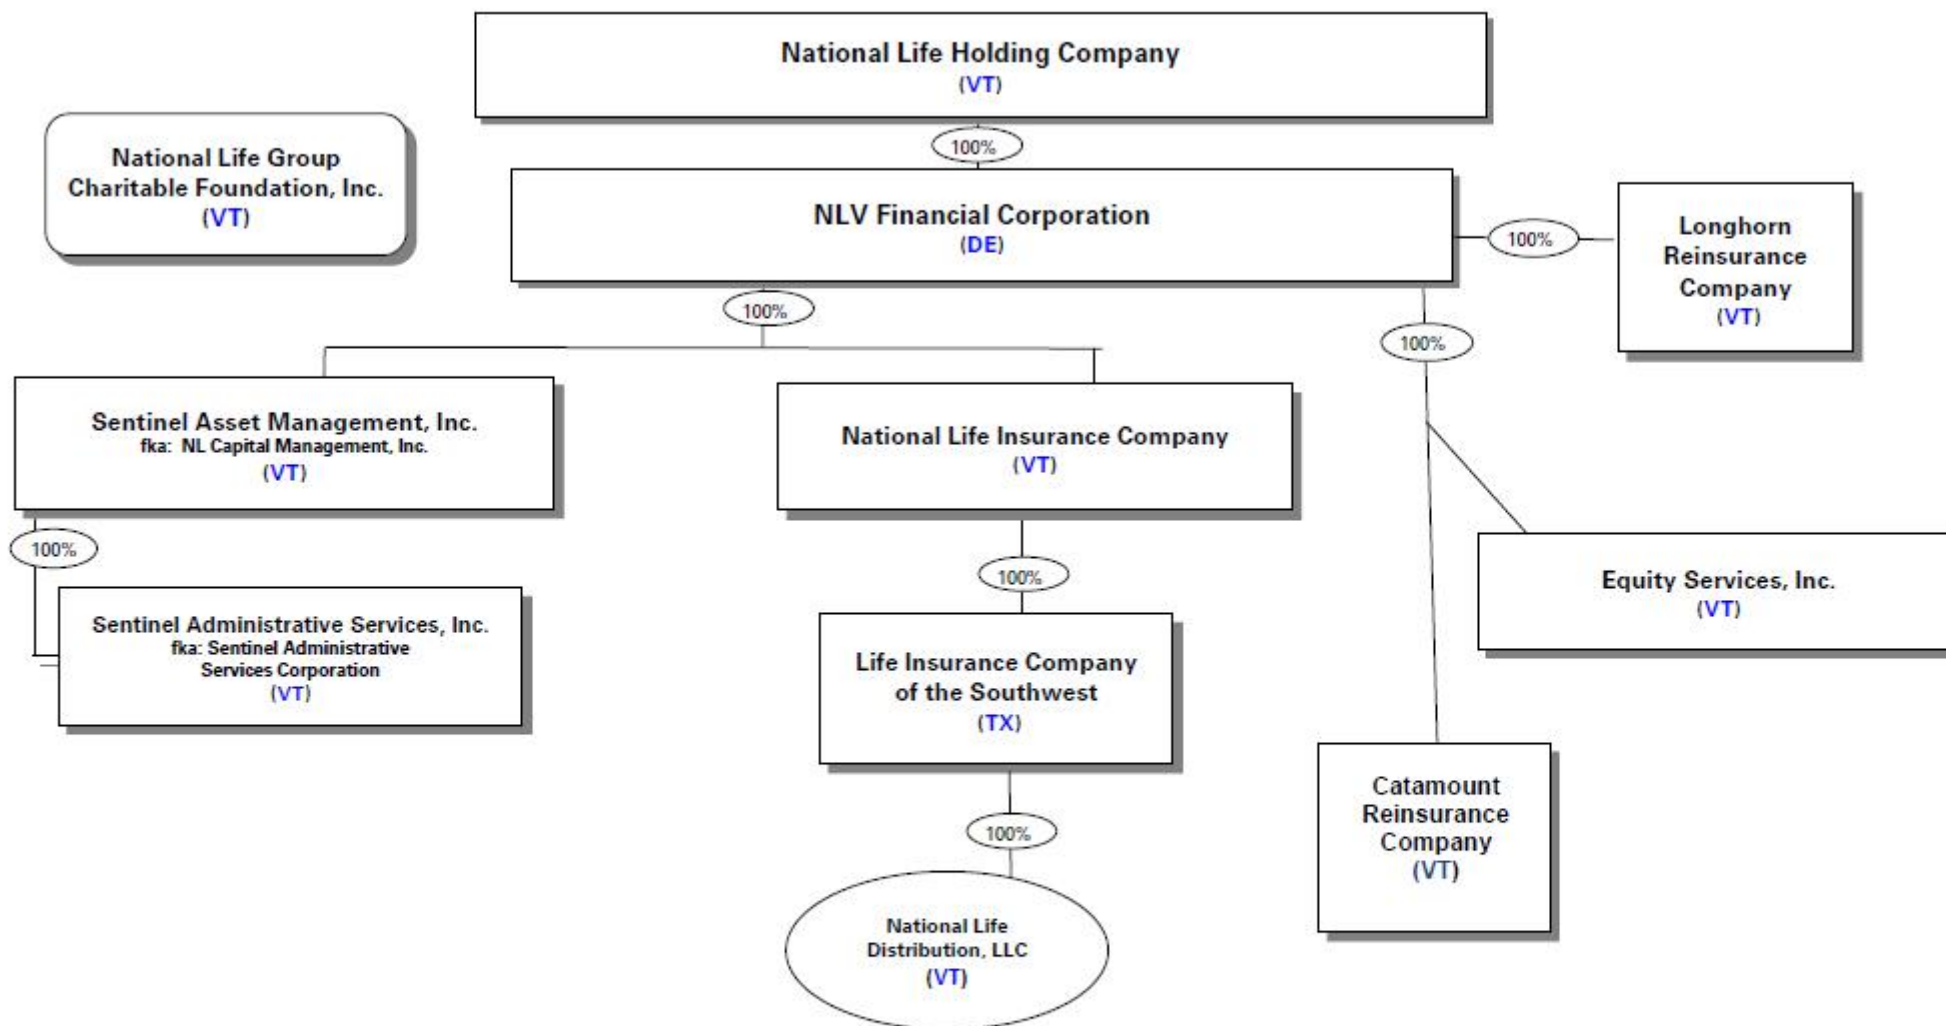 National Life Holding Company
(VT)
National Life Group
Charitable Foundation, Inc.
(VT)
100%
NLV Financial Corporation
(DE)
100%
Longhorn
Reinsurance
Company
(VT)
100%
100%
Sentinel Asset Management, Inc.
fka:  NL Capital Management, Inc.
(VT)
National Life Insurance Company
(VT)
100%
100%
Equity Services, Inc.
(VT)
Sentinel Administrative Services, Inc.
fka: Sentinel Administrative
Services Corporation
(VT)
Life Insurance Company
of the Southwest
(TX)
Catamount
Reinsurance
Company
(VT)
100%
National Life
Distribution, LLC
(VT)